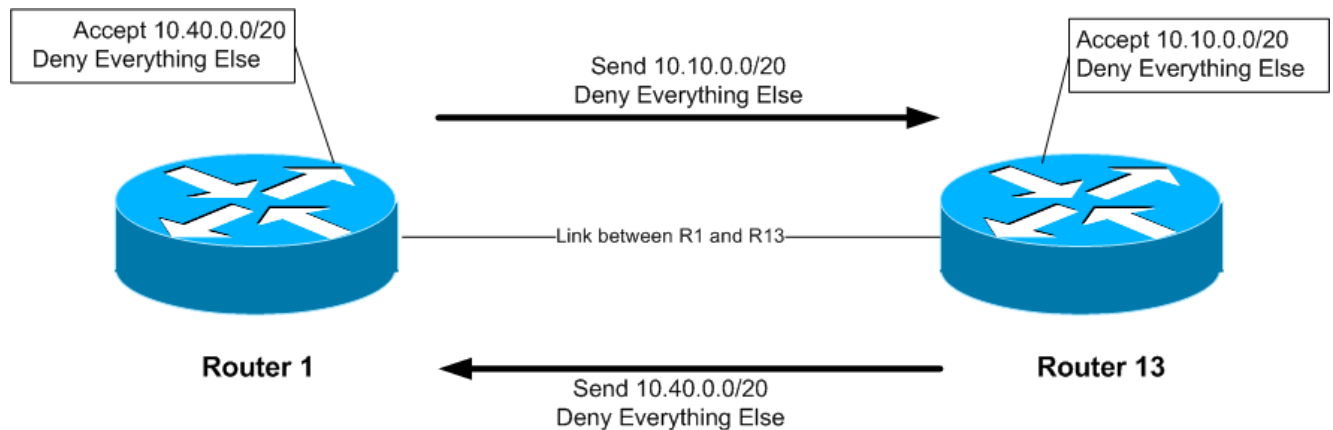 Accept 10.40.0.0/20
Deny Everything Else
Send 10.10.0.0/20
Deny Everything Else
Accept 10.10.0.0/20
Deny Everything Else
Link between R1 and R13
Router 1
Router 13
Send 10.40.0.0/20
Deny Everything Else